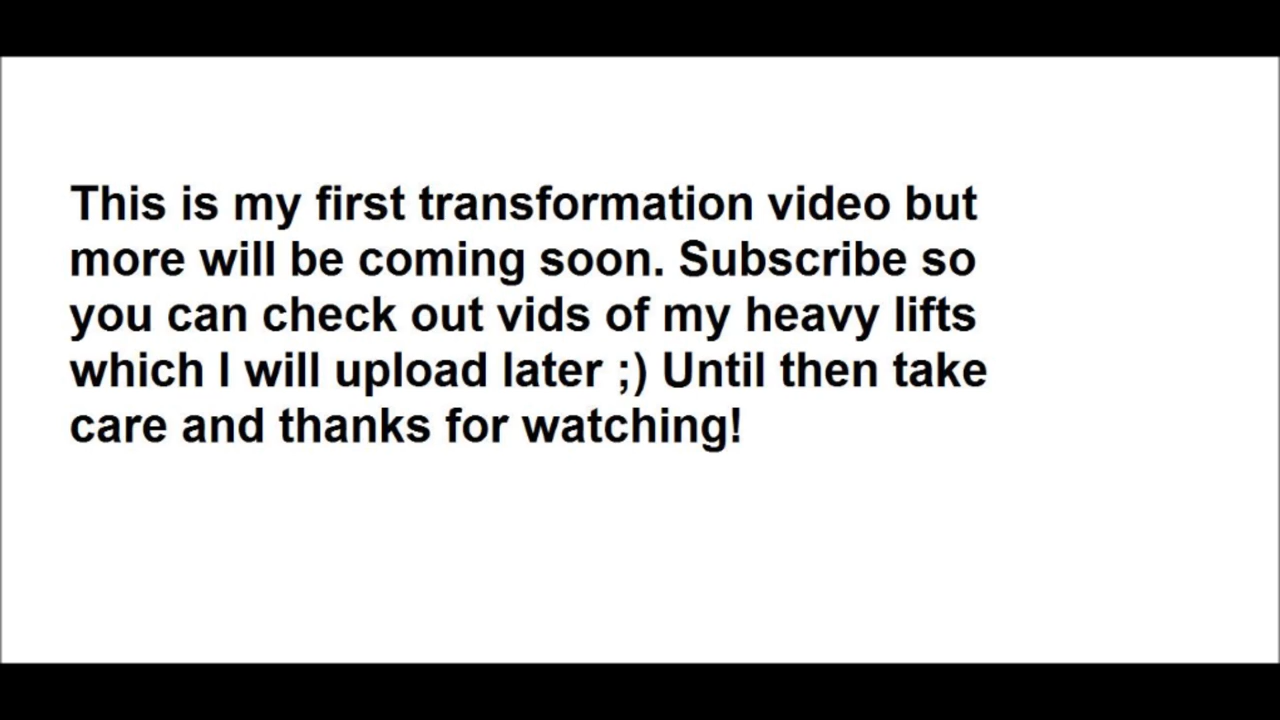 This is my first transformation video but
more will be coming soon. Subscribe so
you can check out vids of my heavy lifts
which I will upload later ;) Until then take
care and thanks for watching!